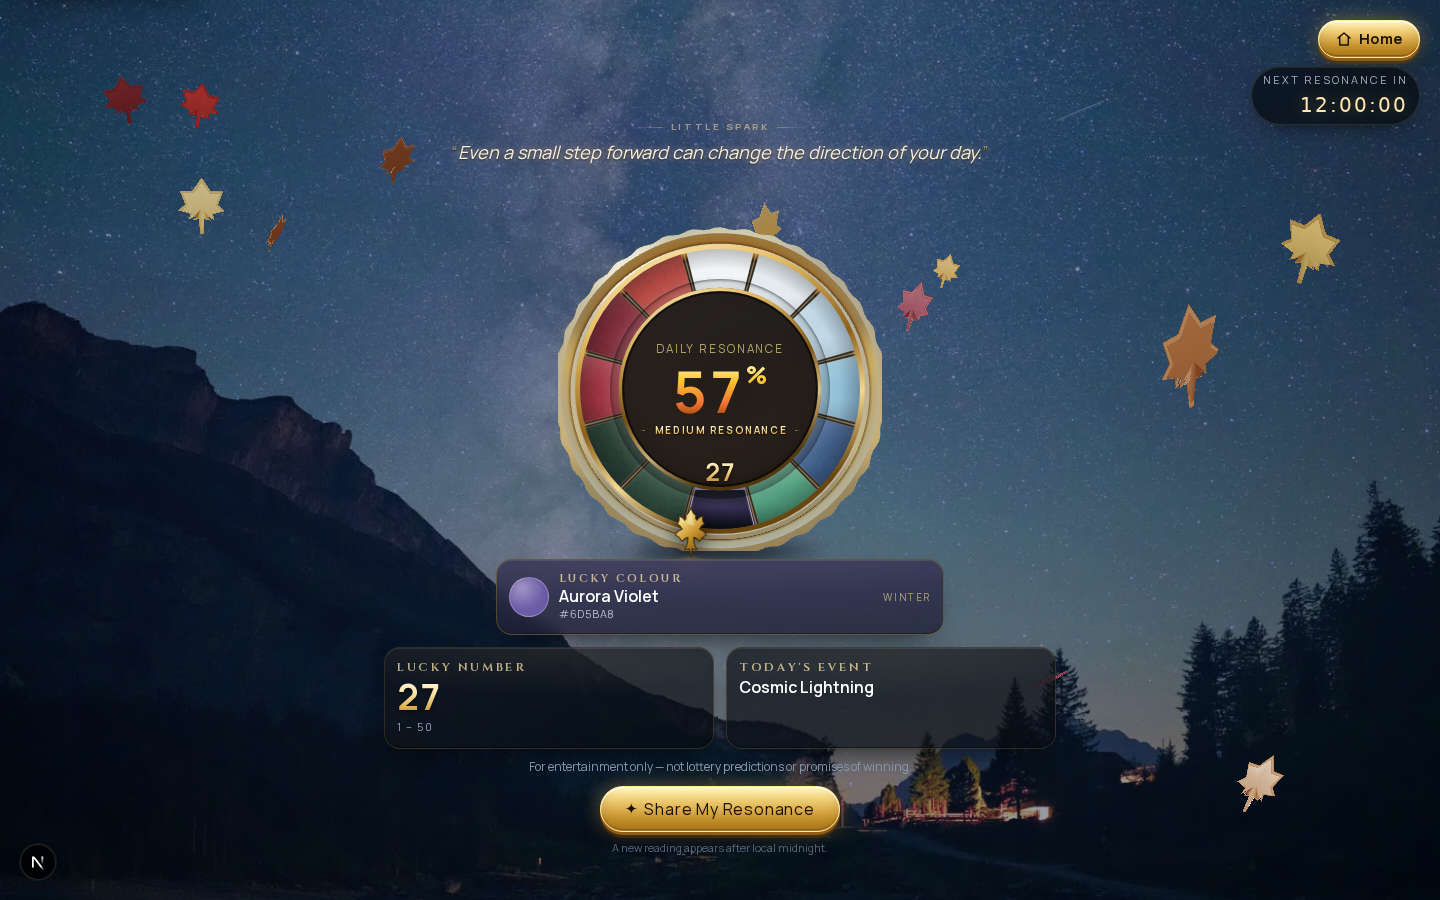 Home
NEXT RESONANCE IN
12:00:00
LITTLE SPARK
“Even a small step forward can change the direction of your day.”
DAILY RESONANCE
57%
- MEDIUM RESONANCE -
27
LUCKY COLOUR
Aurora Violet
#6D5BA8
WINTER
LUCKY NUMBER
27
1 – 50
TODAY'S EVENT
Cosmic Lightning
For entertainment only — not lottery predictions or promises of winning.
✦ Share My Resonance
A new reading appears after local midnight.
N